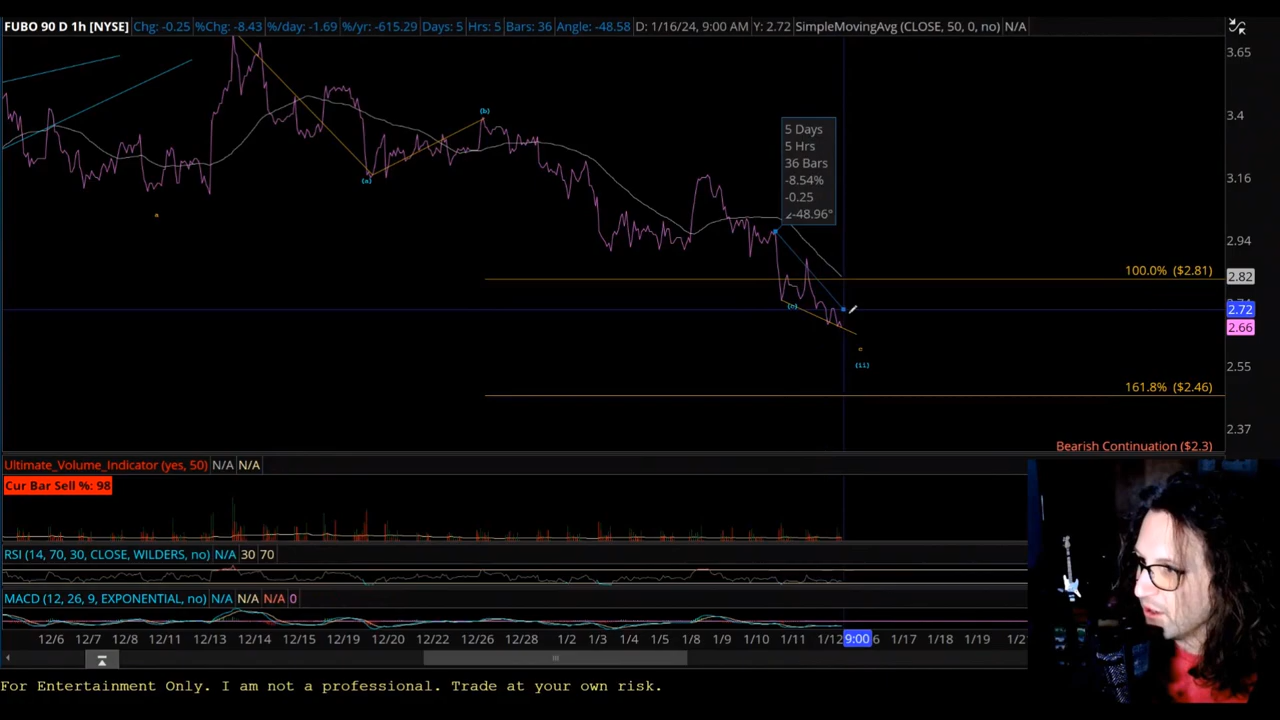 FUBO 90 D 1h [NYSE] Chg: -0.25 %Chg: -8.43 %/day: -1.69 %/yr: -615.29 Days: 5 Hrs: 5 Bars: 36 Angle: -48.58 D: 1/16/24, 9:00 AM Y: 2.72 SimpleMovingAvg (CLOSE, 50, 0, no) N/A
3.65
(b)
3.4
5 Days
5 Hrs
36 Bars
-8.54%
-0.25
∠-48.96°
3.16
(a)
2.94
100.0% ($2.81)
2.82
(c)
2.72
2.66
(ii)
2.55
161.8% ($2.46)
2.37
Bearish Continuation ($2.3)
Ultimate_Volume_Indicator (yes, 50) N/A N/A
Cur Bar Sell %: 98
RSI (14, 70, 30, CLOSE, WILDERS, no) N/A 30 70
MACD (12, 26, 9, EXPONENTIAL, no) N/A N/A N/A 0
12/6 12/7 12/8 12/11 12/13 12/14 12/15 12/19 12/20 12/22 12/26 12/28 1/2 1/3 1/4 1/5 1/8 1/9 1/10 1/11 1/12 9:00 6 1/17 1/18 1/19 1/2
For Entertainment Only. I am not a professional. Trade at your own risk.